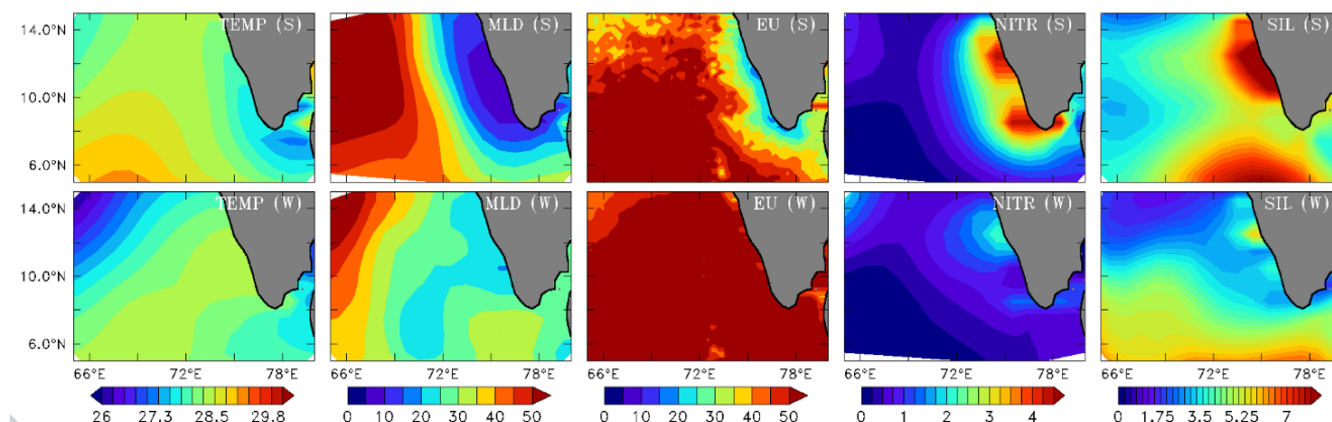 TEMP (S) MLD (S) EU (S) NITR (S) SIL (S)
14.0°N
10.0°N
6.0°N
TEMP (W) MLD (W) EU (W) NITR (W) SIL (W)
14.0°N
10.0°N
6.0°N
66°E 72°E 78°E 66°E 72°E 78°E 66°E 72°E 78°E 66°E 72°E 78°E 66°E 72°E 78°E
26 27.3 28.5 29.8 0 10 20 30 40 50 0 10 20 30 40 50 0 1 2 3 4 0 1.75 3.5 5.25 7